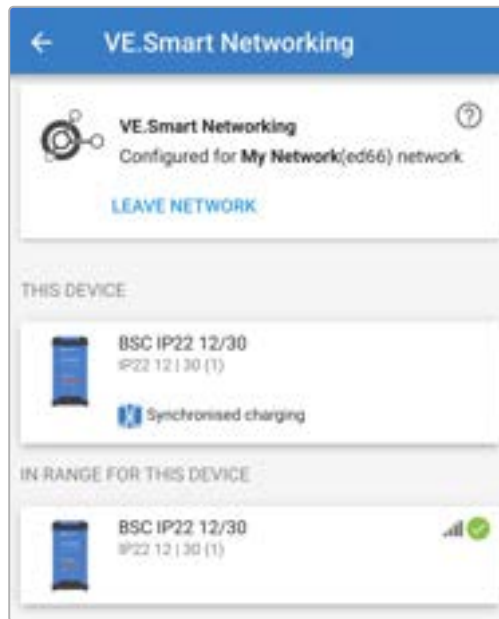 VE.Smart Networking
VE.Smart Networking
Configured for My Network(ed66) network
LEAVE NETWORK
THIS DEVICE
BSC IP22 12/30
IP22 12 | 30 (1)
Synchronised charging
IN RANGE FOR THIS DEVICE
BSC IP22 12/30
IP22 12 | 30 (1)